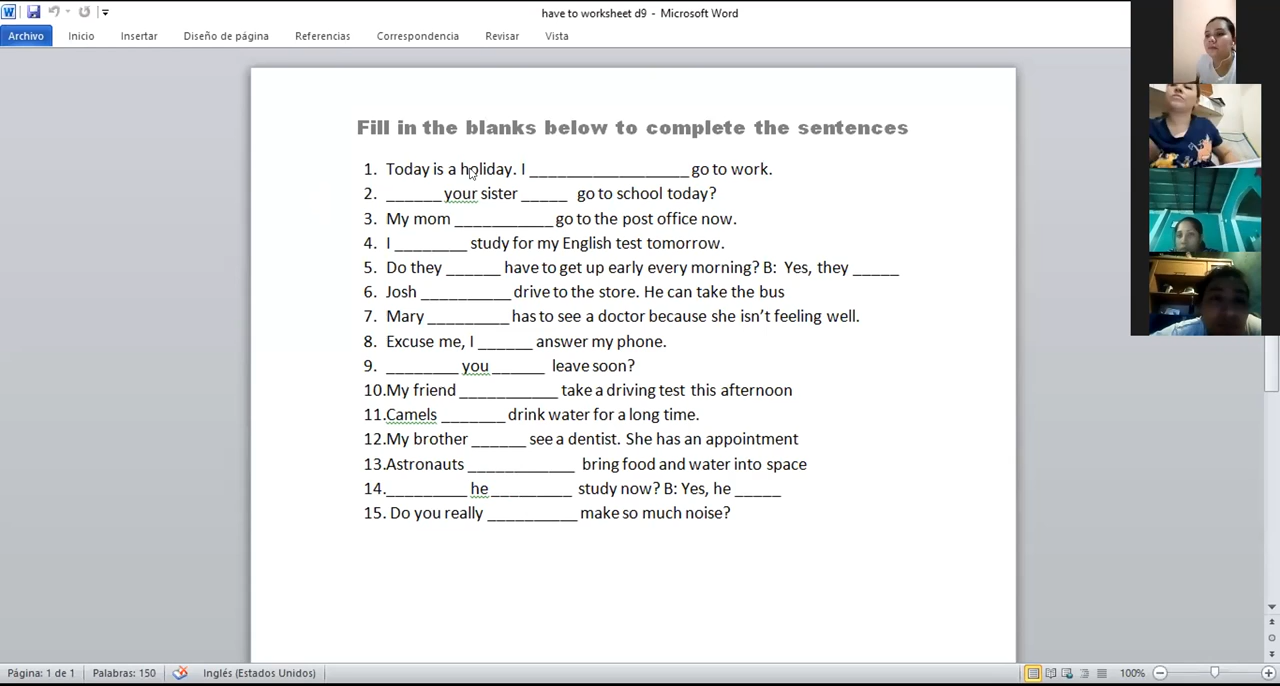 have to worksheet d9 - Microsoft Word
Archivo Inicio Insertar Diseño de página Referencias Correspondencia Revisar Vista
Fill in the blanks below to complete the sentences
1. Today is a holiday. I __________________ go to work.
2. ______ your sister _____ go to school today?
3. My mom ___________ go to the post office now.
4. I ________ study for my English test tomorrow.
5. Do they ______ have to get up early every morning? B: Yes, they _____
6. Josh __________ drive to the store. He can take the bus
7. Mary _________ has to see a doctor because she isn't feeling well.
8. Excuse me, I ______ answer my phone.
9. ________ you ______ leave soon?
10.My friend ___________ take a driving test this afternoon
11.Camels _______ drink water for a long time.
12.My brother ______ see a dentist. She has an appointment
13.Astronauts ____________ bring food and water into space
14._________ he _________ study now? B: Yes, he _____
15. Do you really __________ make so much noise?
Página: 1 de 1 Palabras: 150 Inglés (Estados Unidos) 100%